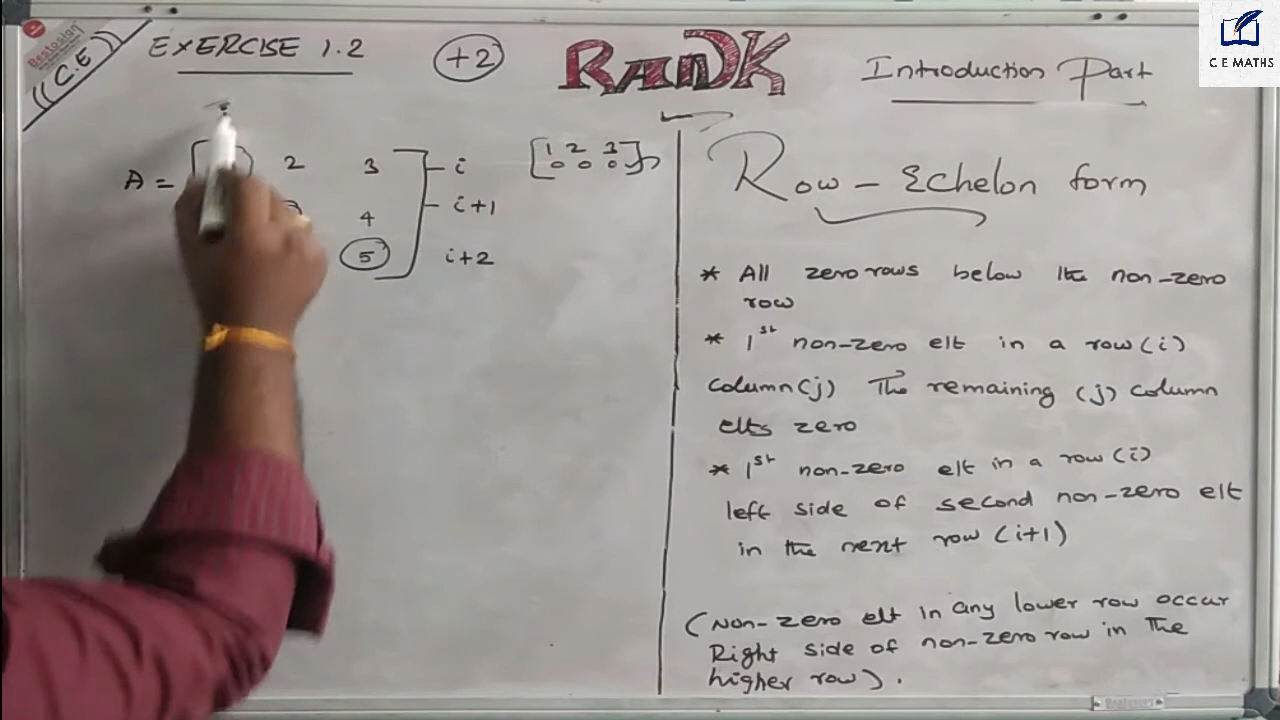 ((C.E))
EXERCISE 1.2
+2
RANK
Introduction Part
C E MATHS
A =
2 3 i
4 i+1
5 i+2
1 2 3
0 0 0
Row - Echelon form
* All zero rows below the non-zero
row
* 1st non-zero elt in a row (i)
column(j) The remaining (j) column
elts zero
* 1st non-zero elt in a row (i)
left side of second non-zero elt
in the next row (i+1)
(Non-zero elt in any lower row occur
Right side of non-zero row in the
higher row).